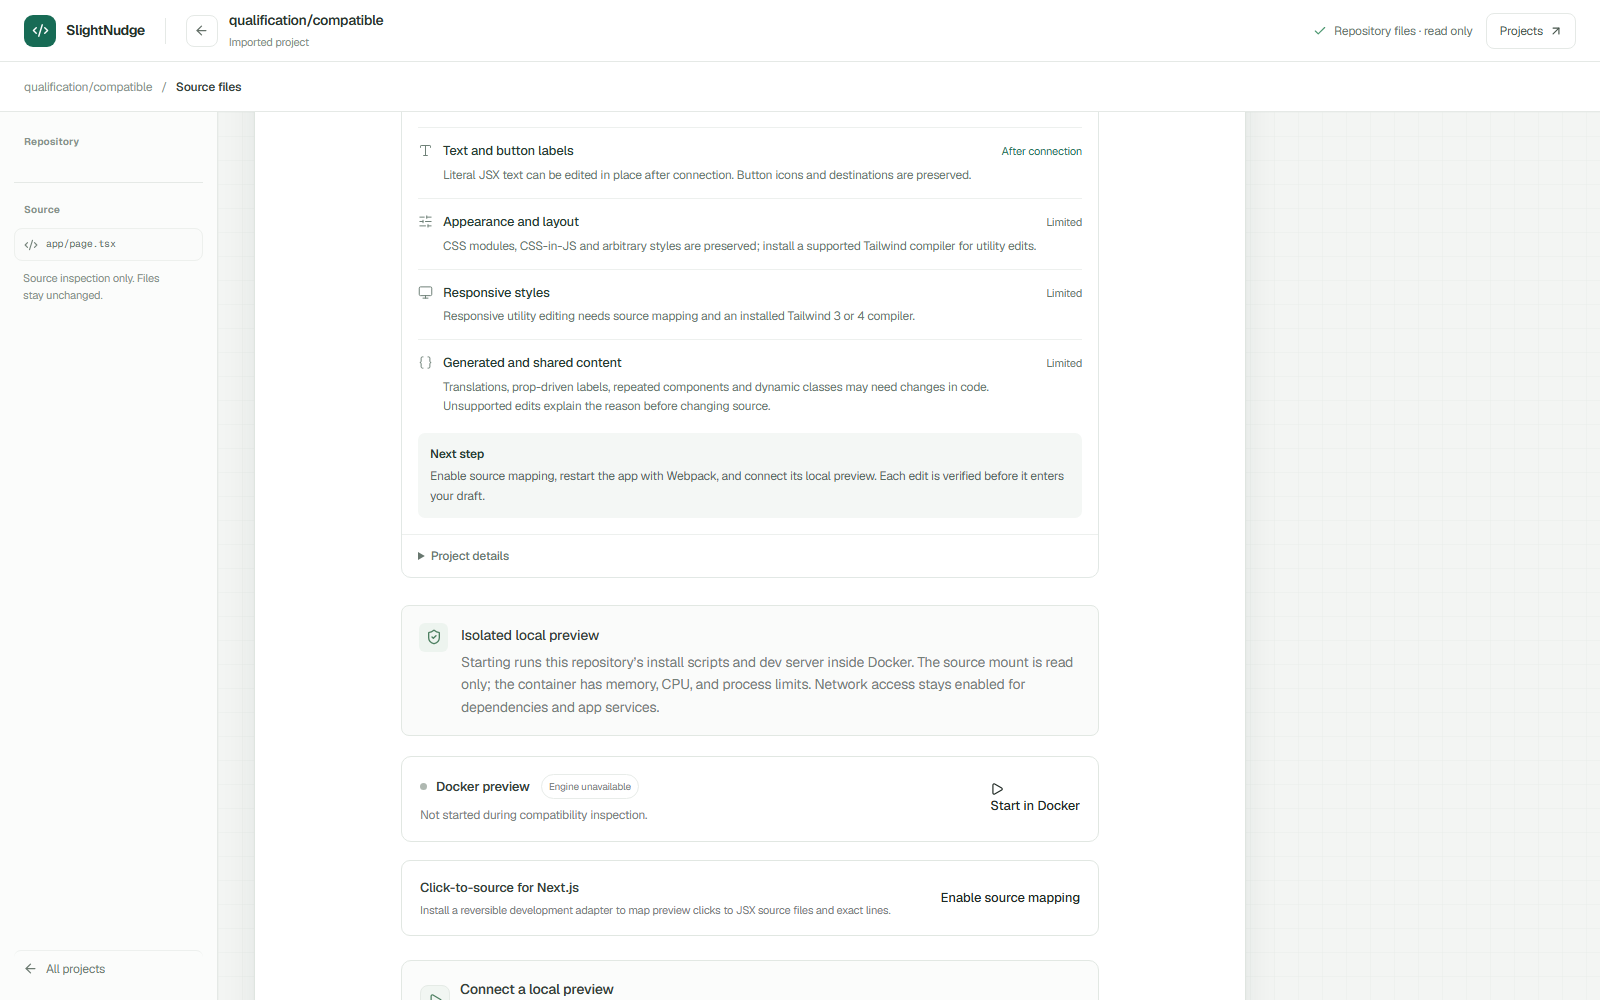 SlightNudge
qualification/compatible
Imported project
Repository files · read only
Projects
qualification/compatible / Source files
Repository
Source
app/page.tsx
Source inspection only. Files
stay unchanged.
All projects
Text and button labels
After connection
Literal JSX text can be edited in place after connection. Button icons and destinations are preserved.
Appearance and layout
Limited
CSS modules, CSS-in-JS and arbitrary styles are preserved; install a supported Tailwind compiler for utility edits.
Responsive styles
Limited
Responsive utility editing needs source mapping and an installed Tailwind 3 or 4 compiler.
Generated and shared content
Limited
Translations, prop-driven labels, repeated components and dynamic classes may need changes in code.
Unsupported edits explain the reason before changing source.
Next step
Enable source mapping, restart the app with Webpack, and connect its local preview. Each edit is verified before it enters
your draft.
Project details
Isolated local preview
Starting runs this repository's install scripts and dev server inside Docker. The source mount is read
only; the container has memory, CPU, and process limits. Network access stays enabled for
dependencies and app services.
Docker preview
Engine unavailable
Not started during compatibility inspection.
Start in Docker
Click-to-source for Next.js
Install a reversible development adapter to map preview clicks to JSX source files and exact lines.
Enable source mapping
Connect a local preview